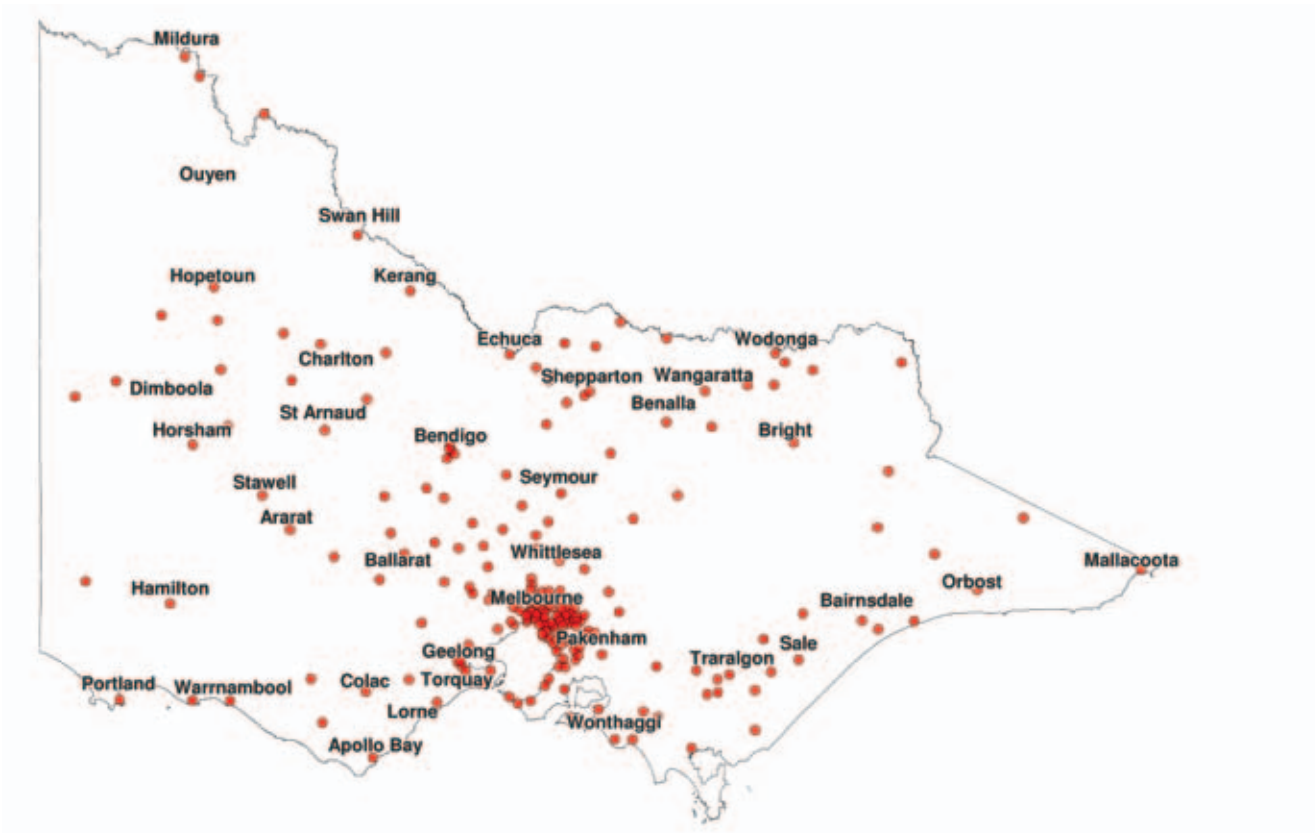 Mildura
Ouyen
Swan Hill
Hopetoun
Kerang
Echuca
Wodonga
Charlton
Dimboola
Shepparton
Wangaratta
St Arnaud
Benalla
Horsham
Bendigo
Bright
Stawell
Seymour
Ararat
Ballarat
Whittlesea
Mallacoota
Hamilton
Orbost
Melbourne
Bairnsdale
Pakenham
Geelong
Sale
Traralgon
Portland
Warrnambool
Colac
Torquay
Lorne
Wonthaggi
Apollo Bay